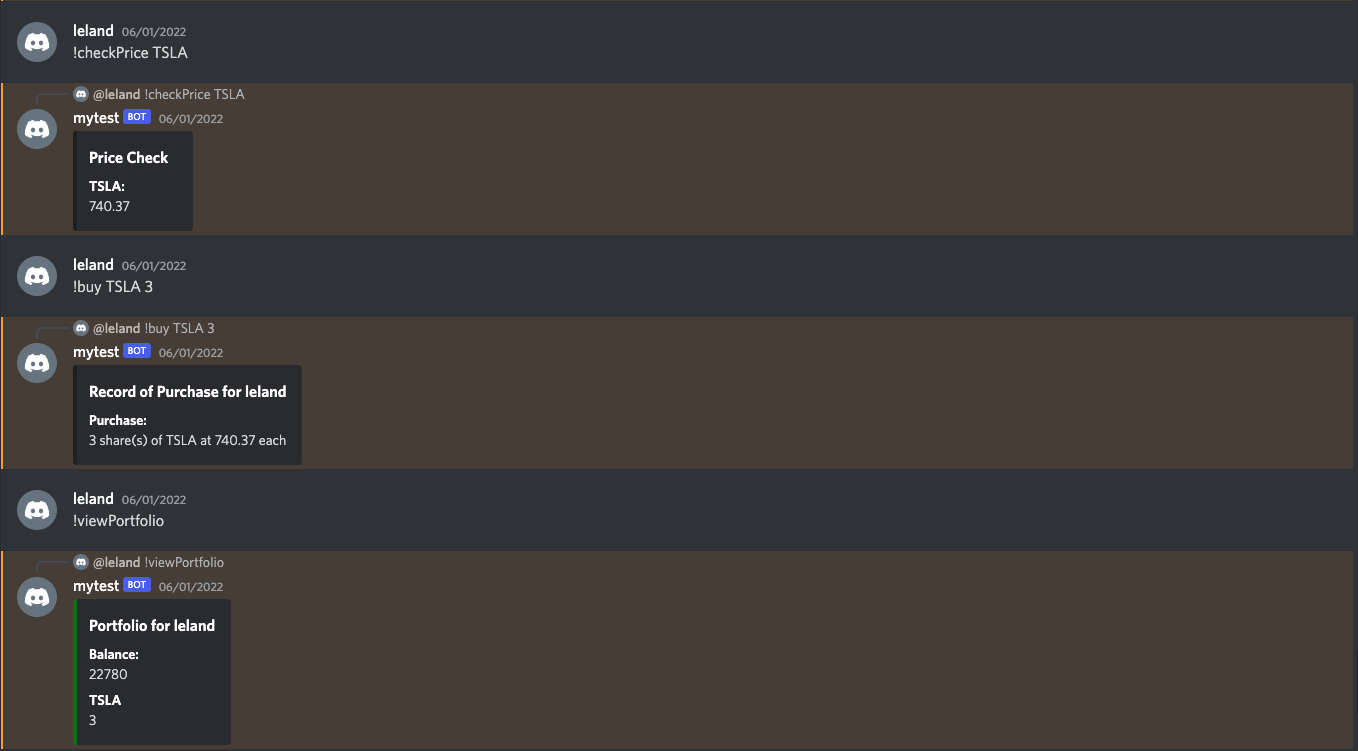 leland 06/01/2022
!checkPrice TSLA
@leland !checkPrice TSLA
mytest BOT 06/01/2022
Price Check
TSLA:
740.37
leland 06/01/2022
!buy TSLA 3
@leland !buy TSLA 3
mytest BOT 06/01/2022
Record of Purchase for leland
Purchase:
3 share(s) of TSLA at 740.37 each
leland 06/01/2022
!viewPortfolio
@leland !viewPortfolio
mytest BOT 06/01/2022
Portfolio for leland
Balance:
22780
TSLA
3